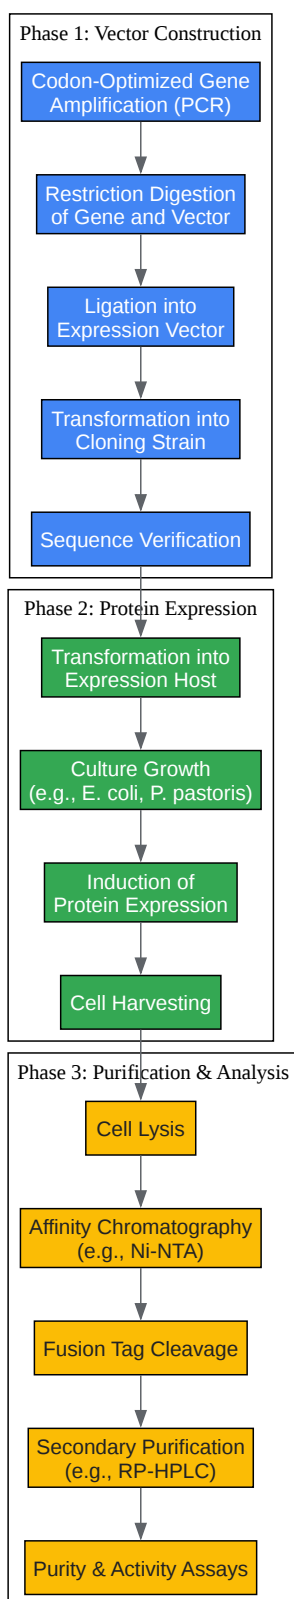 Phase 1: Vector Construction
Codon-Optimized Gene
Amplification (PCR)
Restriction Digestion
of Gene and Vector
Ligation into
Expression Vector
Transformation into
Cloning Strain
Sequence Verification
Phase 2: Protein Expression
Transformation into
Expression Host
Culture Growth
(e.g., E. coli, P. pastoris)
Induction of
Protein Expression
Cell Harvesting
Phase 3: Purification & Analysis
Cell Lysis
Affinity Chromatography
(e.g., Ni-NTA)
Fusion Tag Cleavage
Secondary Purification
(e.g., RP-HPLC)
Purity & Activity Assays